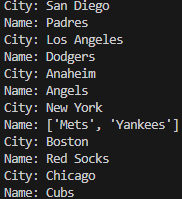 City: San Diego
Name: Padres
City: Los Angeles
Name: Dodgers
City: Anaheim
Name: Angels
City: New York
Name: ['Mets', 'Yankees']
City: Boston
Name: Red Socks
City: Chicago
Name: Cubs